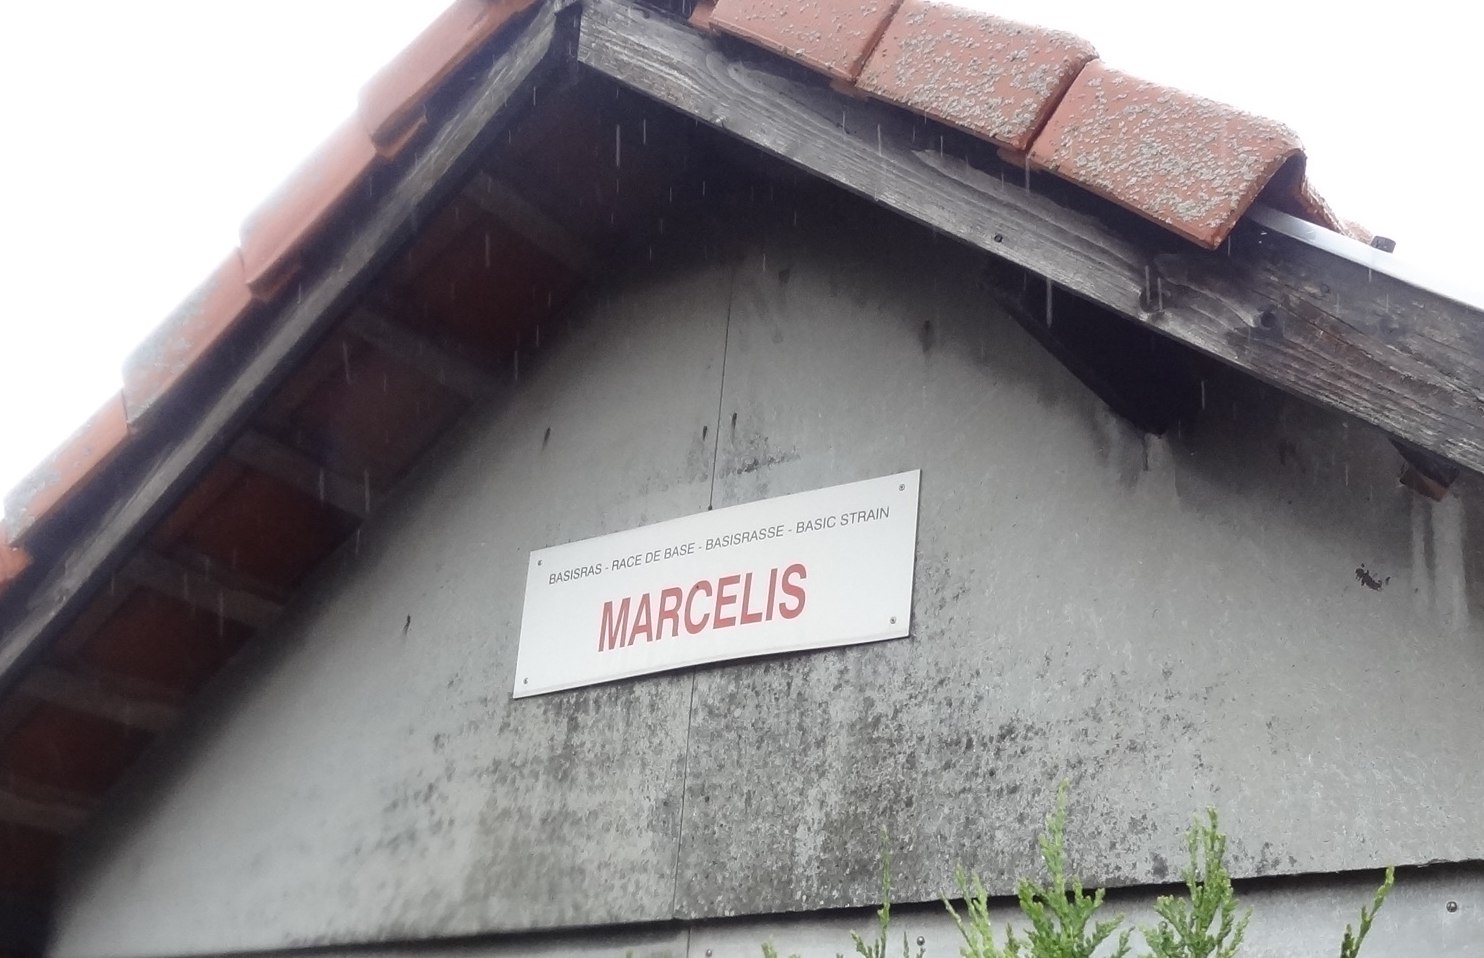 BASISRAS - RACE DE BASE - BASISRASSE - BASIC STRAIN
MARCELIS